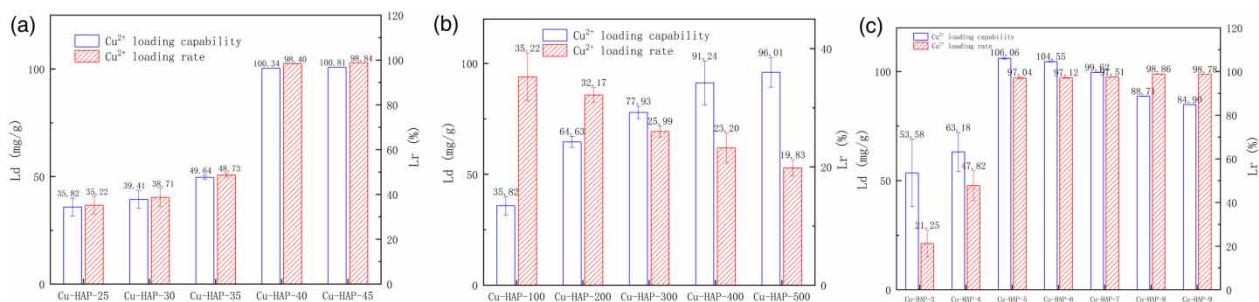 (a)
Cu²⁺ loading capability
Cu²⁺ loading rate
Ld (mg/g)
Lr (%)
100
50
0
120
100
80
60
40
20
0
35.82
35.22
39.41
38.71
49.64
48.73
100.34
98.40
100.81
98.84
Cu-HAP-25
Cu-HAP-30
Cu-HAP-35
Cu-HAP-40
Cu-HAP-45
(b)
Cu²⁺ loading capability
Cu²⁺ loading rate
Ld (mg/g)
Lr (%)
100
50
0
40
20
0
35.82
35.22
64.63
32.17
77.93
25.99
91.24
23.20
96.01
19.83
Cu-HAP-100
Cu-HAP-200
Cu-HAP-300
Cu-HAP-400
Cu-HAP-500
(c)
Cu²⁺ loading capability
Cu²⁺ loading rate
Ld (mg/g)
Lr (%)
100
50
0
120
100
80
60
40
20
0
53.58
21.25
63.18
47.82
106.06
97.04
104.55
97.12
99.62
97.51
88.71
98.86
84.90
98.78
Cu-HAP-3
Cu-HAP-4
Cu-HAP-5
Cu-HAP-6
Cu-HAP-7
Cu-HAP-8
Cu-HAP-9